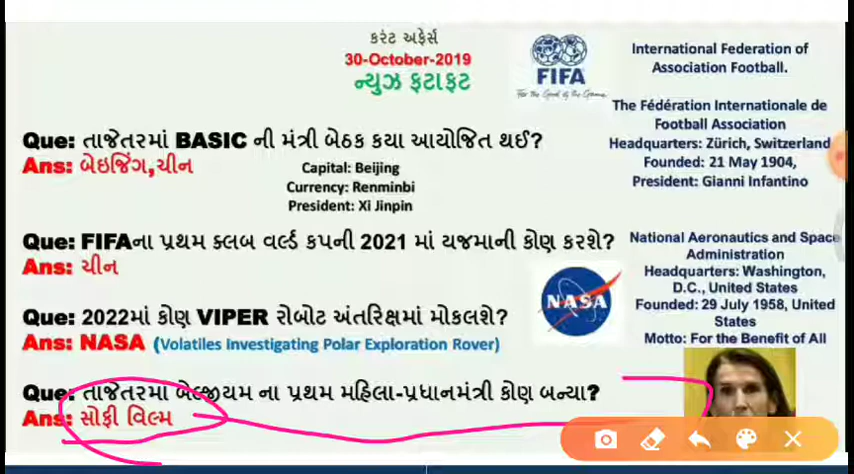 કરંટ અફેર્સ
30-October-2019
ન્યુઝ ફટાફટ
FIFA
For the Good of the Game
International Federation of
Association Football.
The Fédération Internationale de
Football Association
Headquarters: Zürich, Switzerland
Founded: 21 May 1904,
President: Gianni Infantino
Que: તાજેતરમાં BASIC ની મંત્રી બેઠક કયા આયોજિત થઈ?
Ans: બેઇજિંગ,ચીન
Capital: Beijing
Currency: Renminbi
President: Xi Jinpin
Que: FIFAના પ્રથમ ક્લબ વર્લ્ડ કપની 2021 માં યજમાની કોણ કરશે?
Ans: ચીન
National Aeronautics and Space
Administration
Headquarters: Washington,
D.C., United States
Founded: 29 July 1958, United
States
Motto: For the Benefit of All
NASA
Que: 2022માં કોણ VIPER રોબોટ અંતરિક્ષમાં મોકલશે?
Ans: NASA (Volatiles Investigating Polar Exploration Rover)
Que: તાજેતરમા બેલ્જીયમ ના પ્રથમ મહિલા-પ્રધાનમંત્રી કોણ બન્યા?
Ans: સોફી વિલ્મ